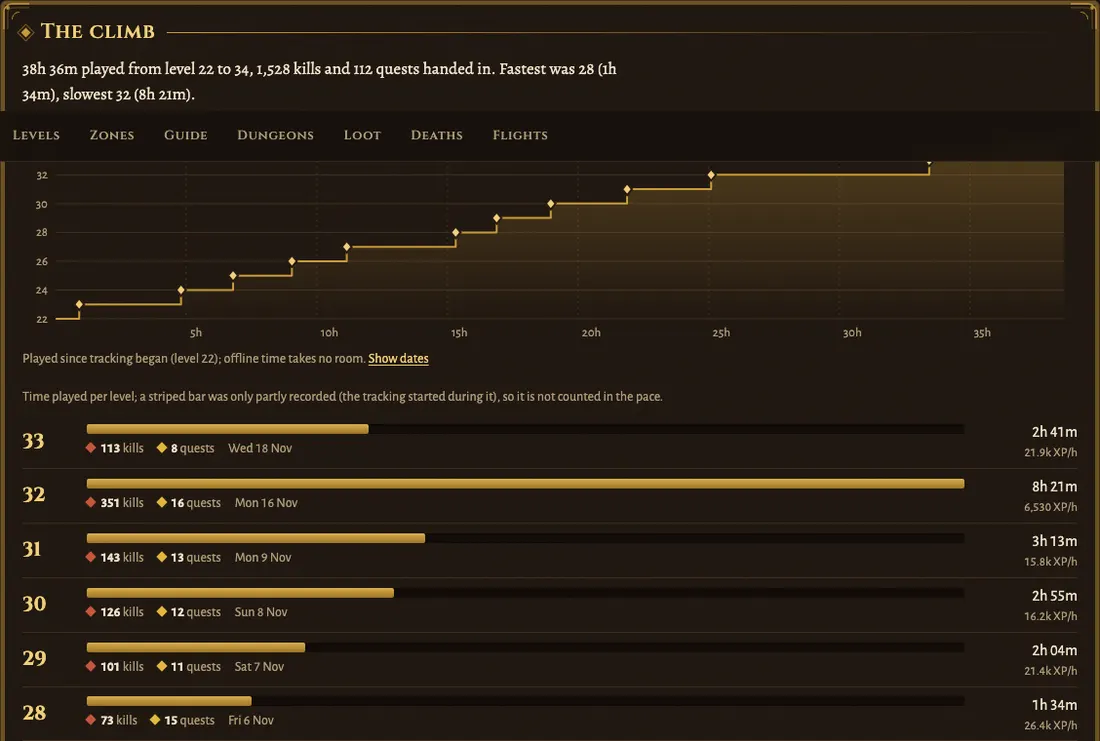 The climb
38h 36m played from level 22 to 34, 1,528 kills and 112 quests handed in. Fastest was 28 (1h
34m), slowest 32 (8h 21m).
Levels Zones Guide Dungeons Loot Deaths Flights
32
30
28
26
24
22
5h 10h 15h 20h 25h 30h 35h
Played since tracking began (level 22); offline time takes no room. Show dates
Time played per level; a striped bar was only partly recorded (the tracking started during it), so it is not counted in the pace.
33 2h 41m
113 kills 8 quests Wed 18 Nov 21.9k XP/h
32 8h 21m
351 kills 16 quests Mon 16 Nov 6,530 XP/h
31 3h 13m
143 kills 13 quests Mon 9 Nov 15.8k XP/h
30 2h 55m
126 kills 12 quests Sun 8 Nov 16.2k XP/h
29 2h 04m
101 kills 11 quests Sat 7 Nov 21.4k XP/h
28 1h 34m
73 kills 15 quests Fri 6 Nov 26.4k XP/h